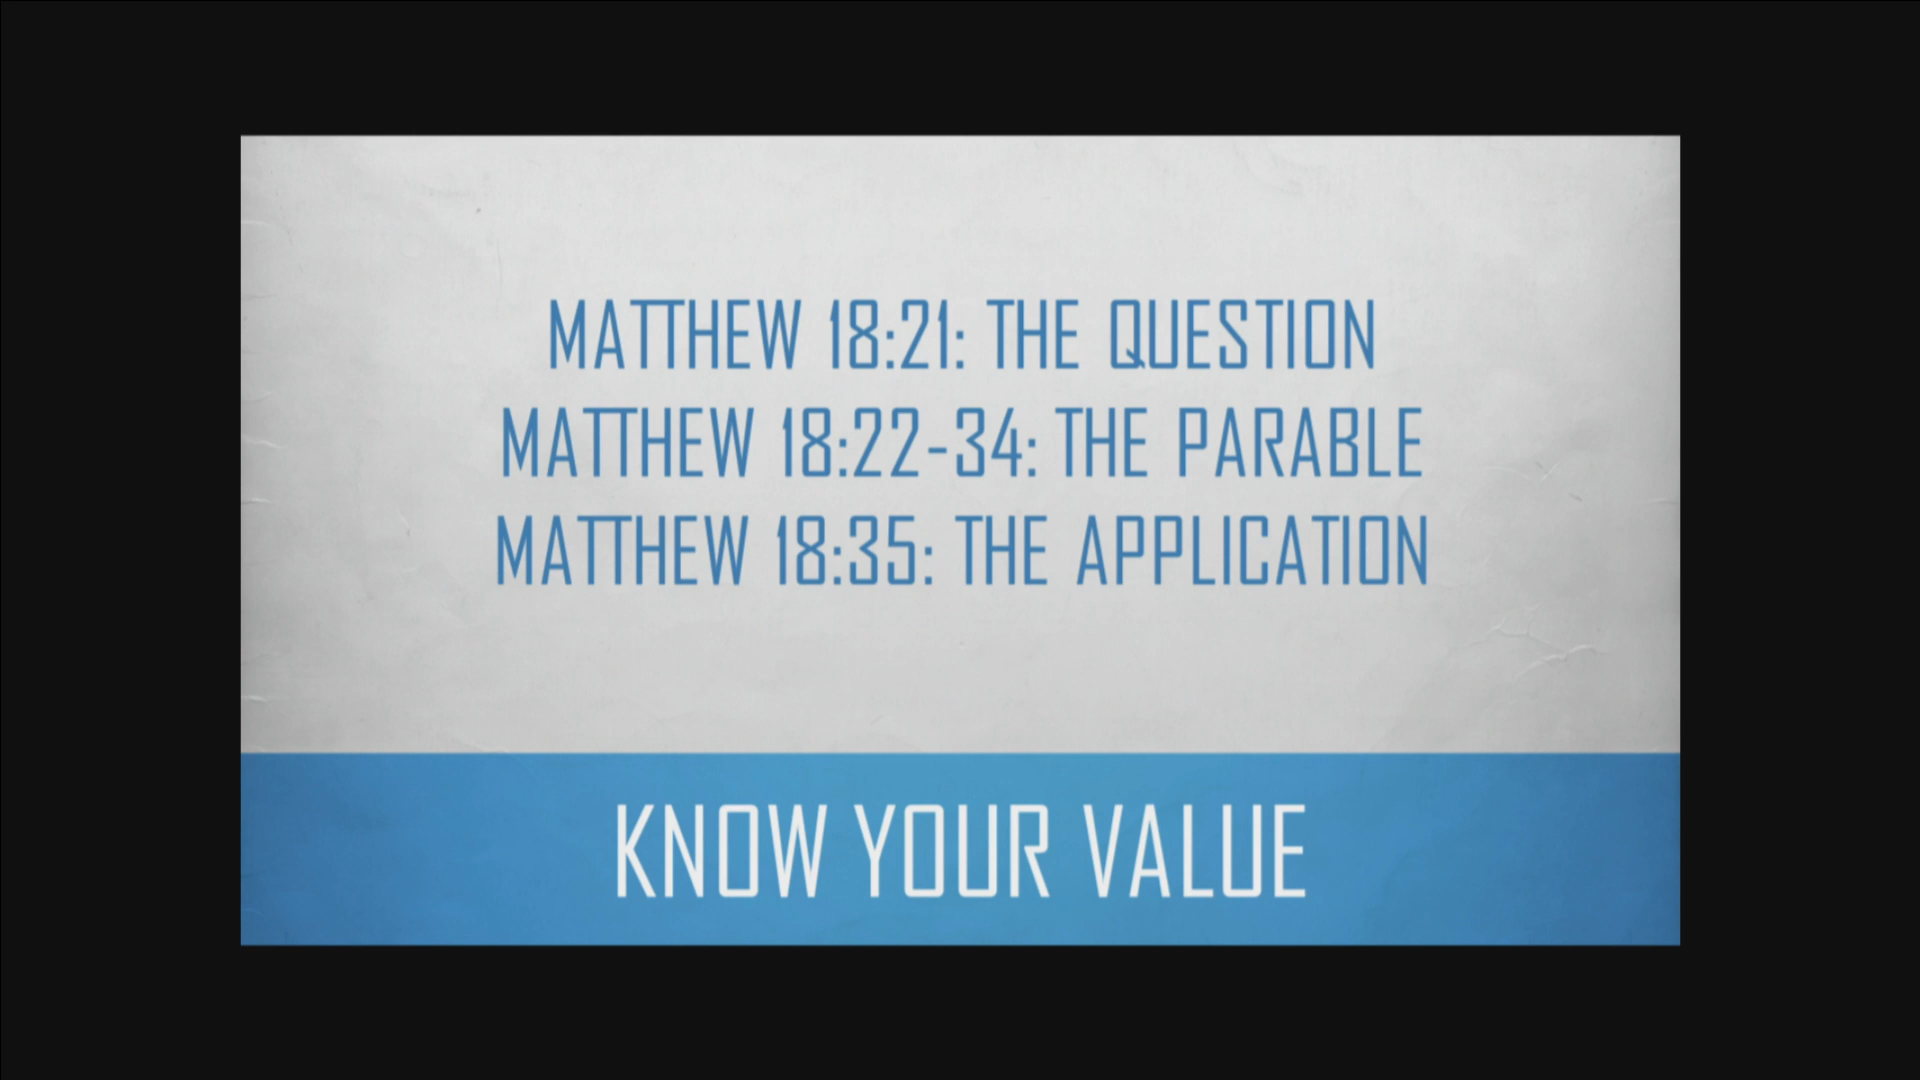 MATTHEW 18:21: THE QUESTION
MATTHEW 18:22-34: THE PARABLE
MATTHEW 18:35: THE APPLICATION
KNOW YOUR VALUE